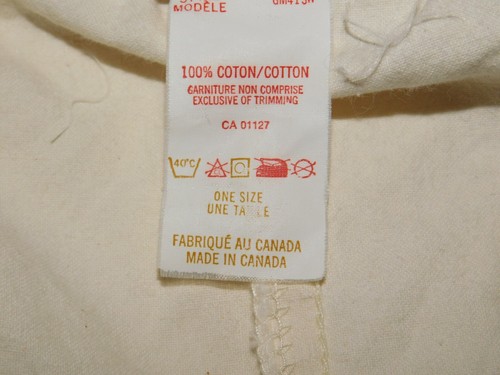 MODÈLE
100% COTON/COTTON
GARNITURE NON COMPRISE
EXCLUSIVE OF TRIMMING
CA 01127
40°C
ONE SIZE
UNE TAILLE
FABRIQUÉ AU CANADA
MADE IN CANADA